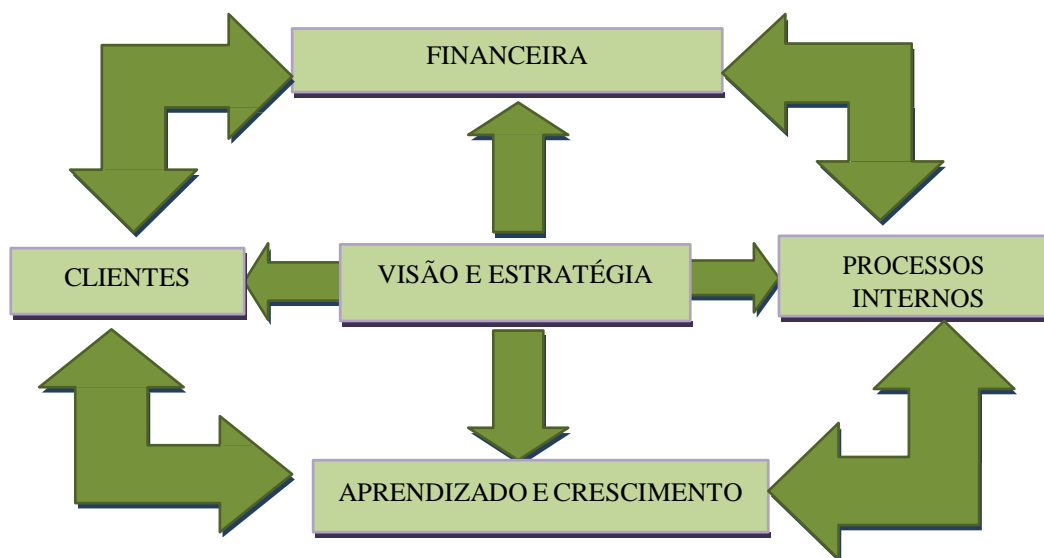 FINANCEIRA
CLIENTES
VISÃO E ESTRATÉGIA
PROCESSOS
INTERNOS
APRENDIZADO E CRESCIMENTO